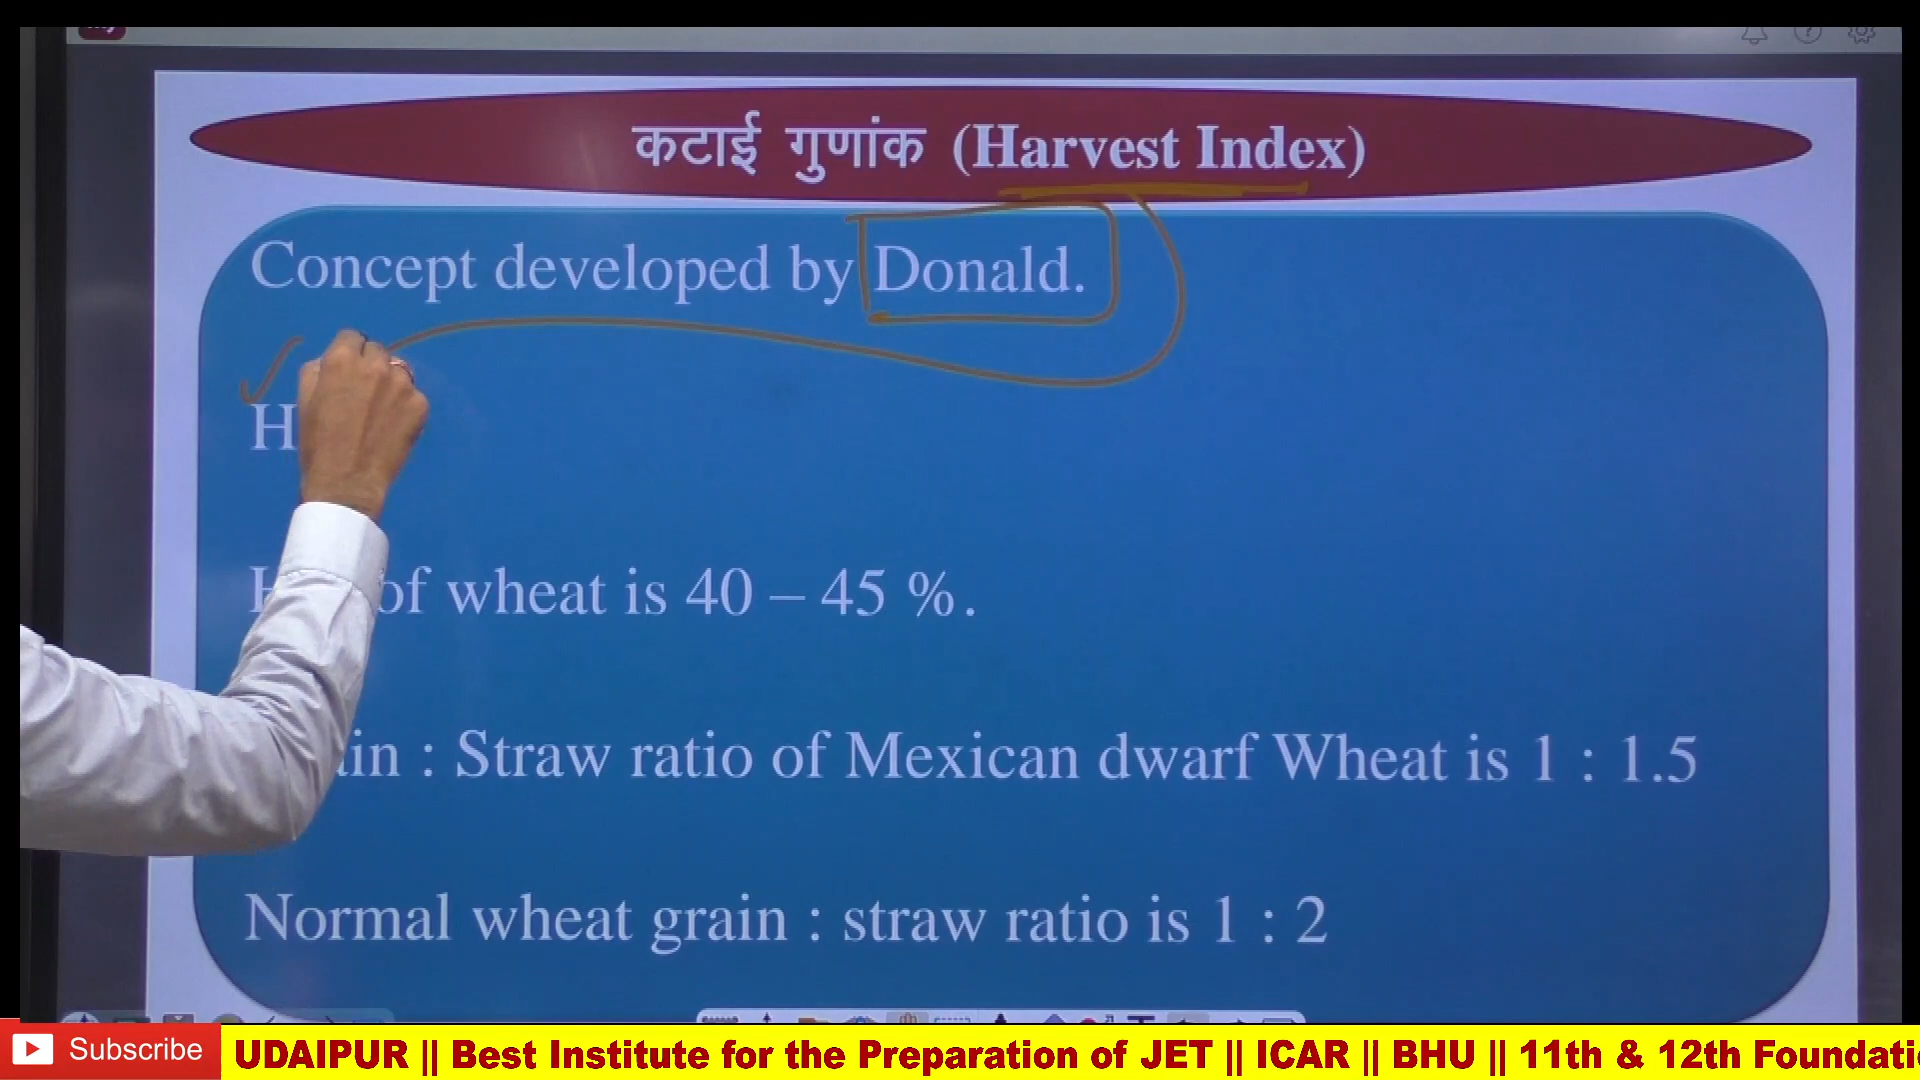 कटाई गुणांक (Harvest Index)
Concept developed by Donald.
H
of wheat is 40 – 45 %.
in : Straw ratio of Mexican dwarf Wheat is 1 : 1.5
Normal wheat grain : straw ratio is 1 : 2
Subscribe
UDAIPUR || Best Institute for the Preparation of JET || ICAR || BHU || 11th & 12th Foundati